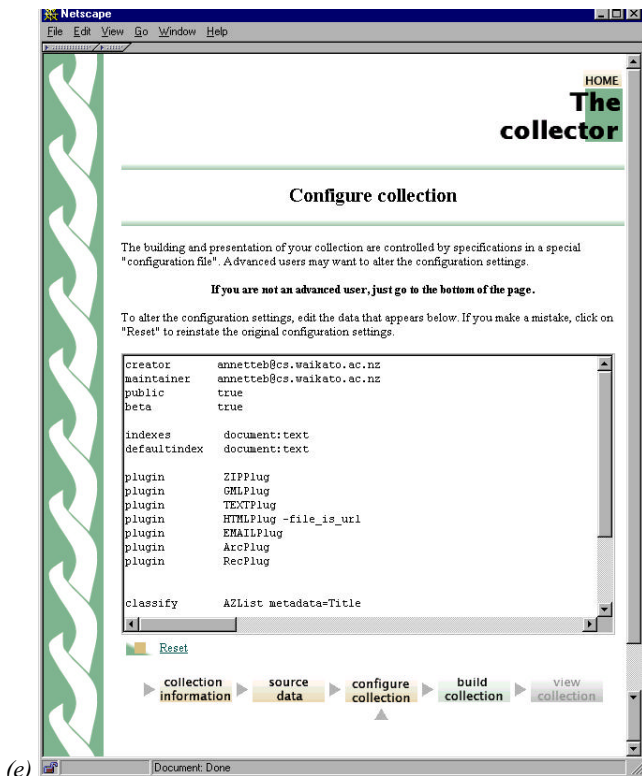 Netscape
File Edit View Go Window Help
HOME
The
collector
Configure collection
The building and presentation of your collection are controlled by specifications in a special
"configuration file". Advanced users may want to alter the configuration settings.
If you are not an advanced user, just go to the bottom of the page.
To alter the configuration settings, edit the data that appears below. If you make a mistake, click on
"Reset" to reinstate the original configuration settings.
creator annetteb@cs.waikato.ac.nz
maintainer annetteb@cs.waikato.ac.nz
public true
beta true
indexes document:text
defaultindex document:text
plugin ZIPPlug
plugin GMLPlug
plugin TEXTPlug
plugin HTMLPlug -file_is_url
plugin EMAILPlug
plugin ArcPlug
plugin RecPlug
classify AZList metadata=Title
Reset
collection information
source data
configure collection
build collection
view collection
(e)
Document: Done